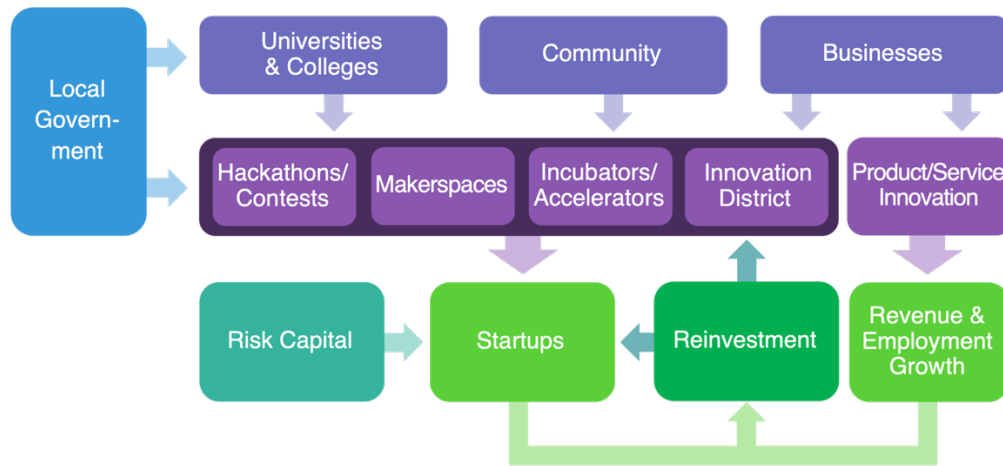 Local
Govern-
ment
Universities
& Colleges
Community
Businesses
Hackathons/
Contests
Makerspaces
Incubators/
Accelerators
Innovation
District
Product/Service
Innovation
Risk Capital
Startups
Reinvestment
Revenue &
Employment
Growth